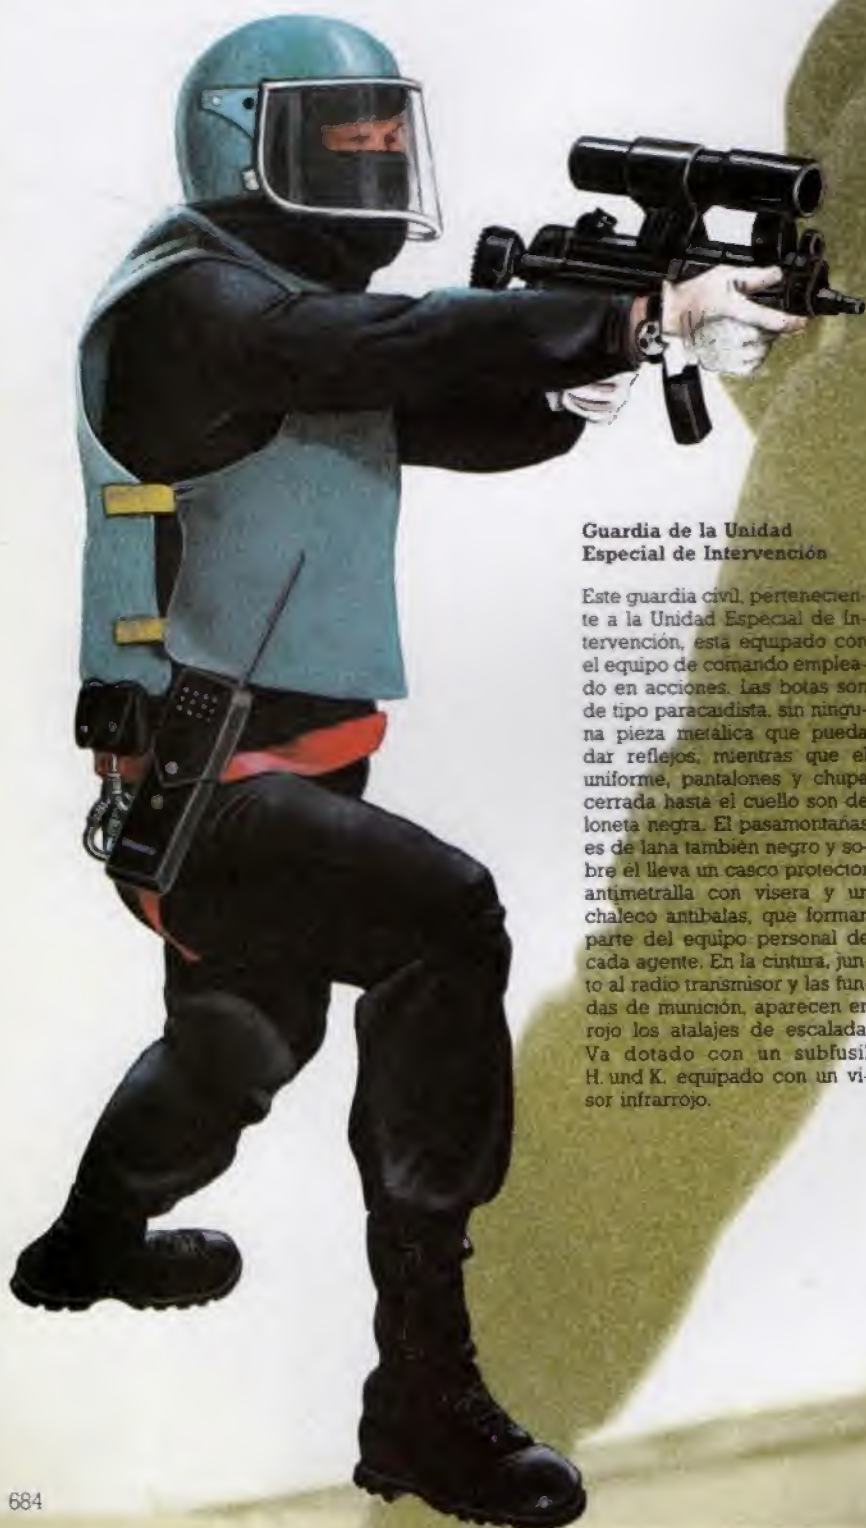 Guardia de la Unidad
Especial de Intervención
Este guardia civil, pertenecien-
te a la Unidad Especial de In-
tervención, está equipado con
el equipo de comando emplea-
do en acciones. Las botas son
de tipo paracaidista, sin ningu-
na pieza metálica que pueda
dar reflejos, mientras que el
uniforme, pantalones y chupa
cerrada hasta el cuello son de
loneta negra. El pasamontañas
es de lana también negro y so-
bre él lleva un casco protector
antimetralla con visera y un
chaleco antibalas, que forman
parte del equipo personal de
cada agente. En la cintura, jun-
to al radio transmisor y las fun-
das de munición, aparecen en
rojo los atalajes de escalada.
Va dotado con un subfusil
H. und K. equipado con un vi-
sor infrarrojo.
684